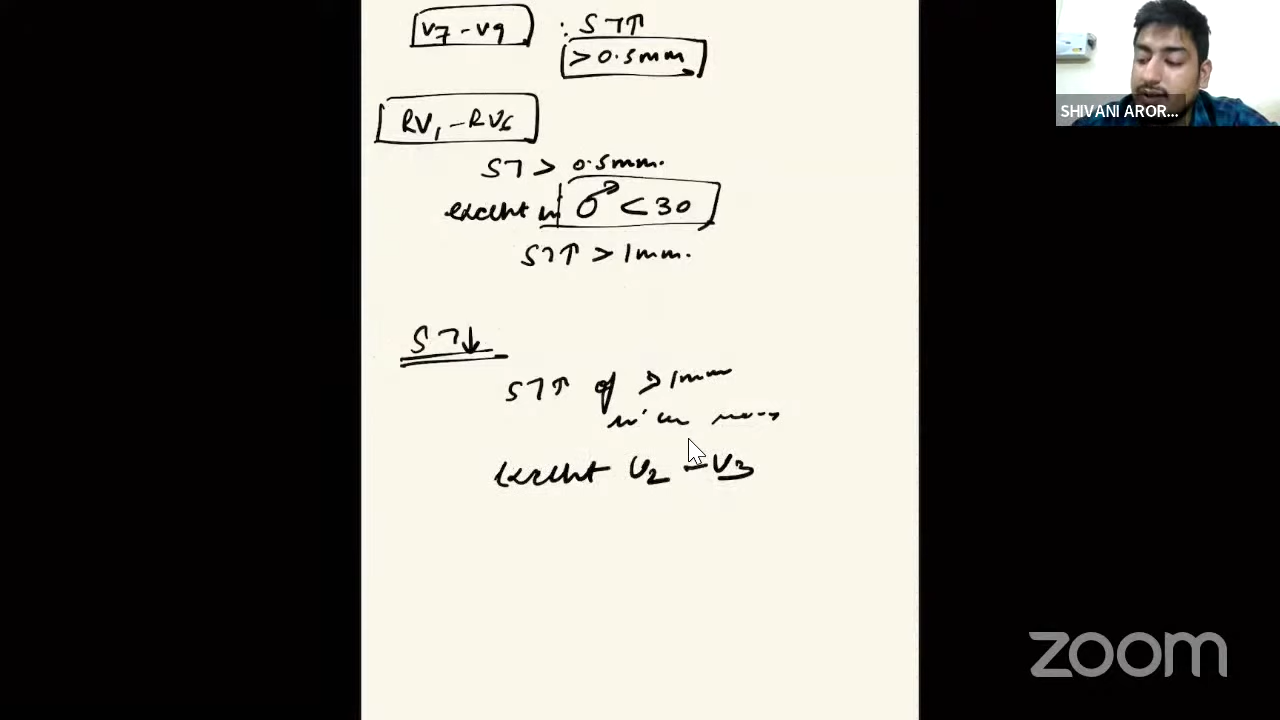 V7-V9 : ST↑
> 0.5mm
RV1-RV6
ST > 0.5mm.
except in ♂ < 30
ST↑ > 1mm.
ST↓
ST↑ of > 1mm
except V2-V3
SHIVANI AROR...
zoom